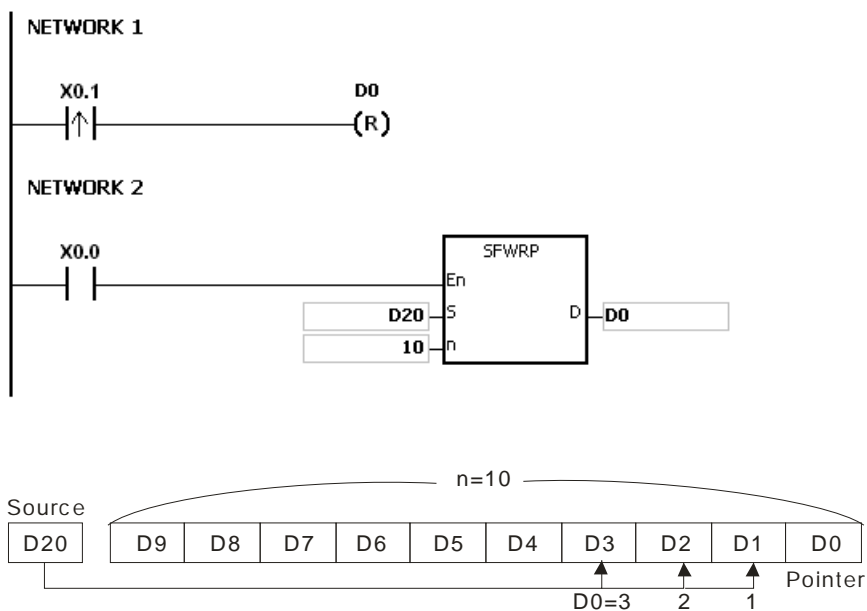 NETWORK 1
X0.1 D0
(R)
NETWORK 2
X0.0
SFWRP
En
D20 S D D0
10 n
n=10
Source
D20 D9 D8 D7 D6 D5 D4 D3 D2 D1 D0
Pointer
D0=3 2 1